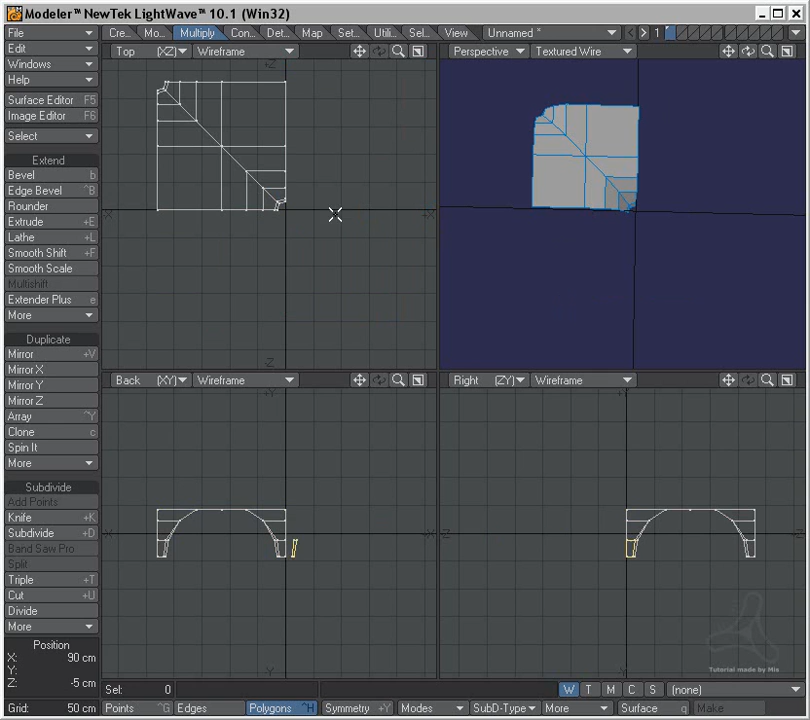 Modeler™ NewTek LightWave™ 10.1 (Win32)
File Cre... Mo... Multiply Con... Det... Map Set... Utili... Sel... View Unnamed * 1
Edit
Windows
Help
Surface Editor F5
Image Editor F6
Select
Extend
Bevel b
Edge Bevel ^B
Rounder
Extrude +E
Lathe +L
Smooth Shift +F
Smooth Scale
Multishift
Extender Plus e
More
Duplicate
Mirror +V
Mirror X
Mirror Y
Mirror Z
Array ^Y
Clone c
Spin It
More
Subdivide
Add Points
Knife +K
Subdivide +D
Band Saw Pro
Split
Triple +T
Cut +U
Divide
More
Position
X: 90 cm
Y:
Z: -5 cm
Grid: 50 cm
Top (XZ) Wireframe
Perspective Textured Wire
+Z
-X +X
-Z
Back (XY) Wireframe
Right (ZY) Wireframe
+Y
-Y
Tutorial made by Mix
Sel: 0 W T M C S (none)
Points ^G Edges Polygons ^H Symmetry +Y Modes SubD-Type More Surface q Make